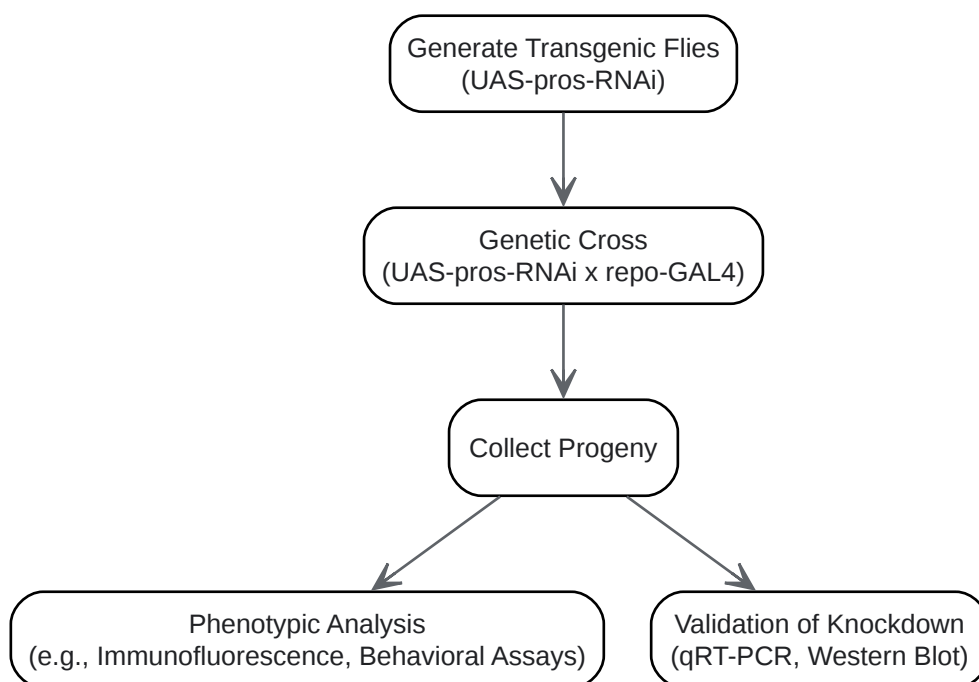 Generate Transgenic Flies
(UAS-pros-RNAi)
Genetic Cross
(UAS-pros-RNAi x repo-GAL4)
Collect Progeny
Phenotypic Analysis
(e.g., Immunofluorescence, Behavioral Assays)
Validation of Knockdown
(qRT-PCR, Western Blot)